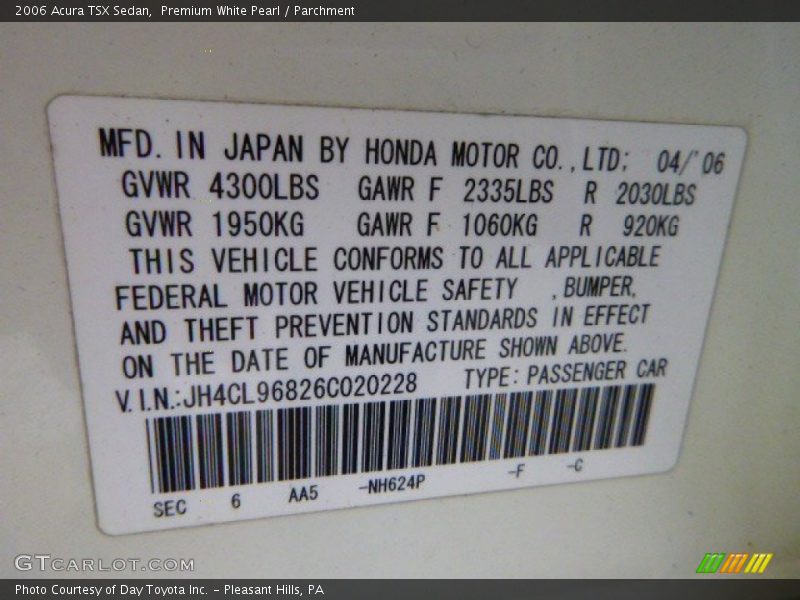 2006 Acura TSX Sedan,  Premium White Pearl / Parchment
MFD. IN JAPAN BY HONDA MOTOR CO.,LTD; 04/'06
GVWR 4300LBS GAWR F 2335LBS R 2030LBS
GVWR 1950KG GAWR F 1060KG R 920KG
THIS VEHICLE CONFORMS TO ALL APPLICABLE
FEDERAL MOTOR VEHICLE SAFETY ,BUMPER,
AND THEFT PREVENTION STANDARDS IN EFFECT
ON THE DATE OF MANUFACTURE SHOWN ABOVE.
V.I.N.:JH4CL96826C020228 TYPE: PASSENGER CAR
SEC 6 AA5 -NH624P -F -C
GTCARLOT.COM
Photo Courtesy of Day Toyota Inc. – Pleasant Hills, PA